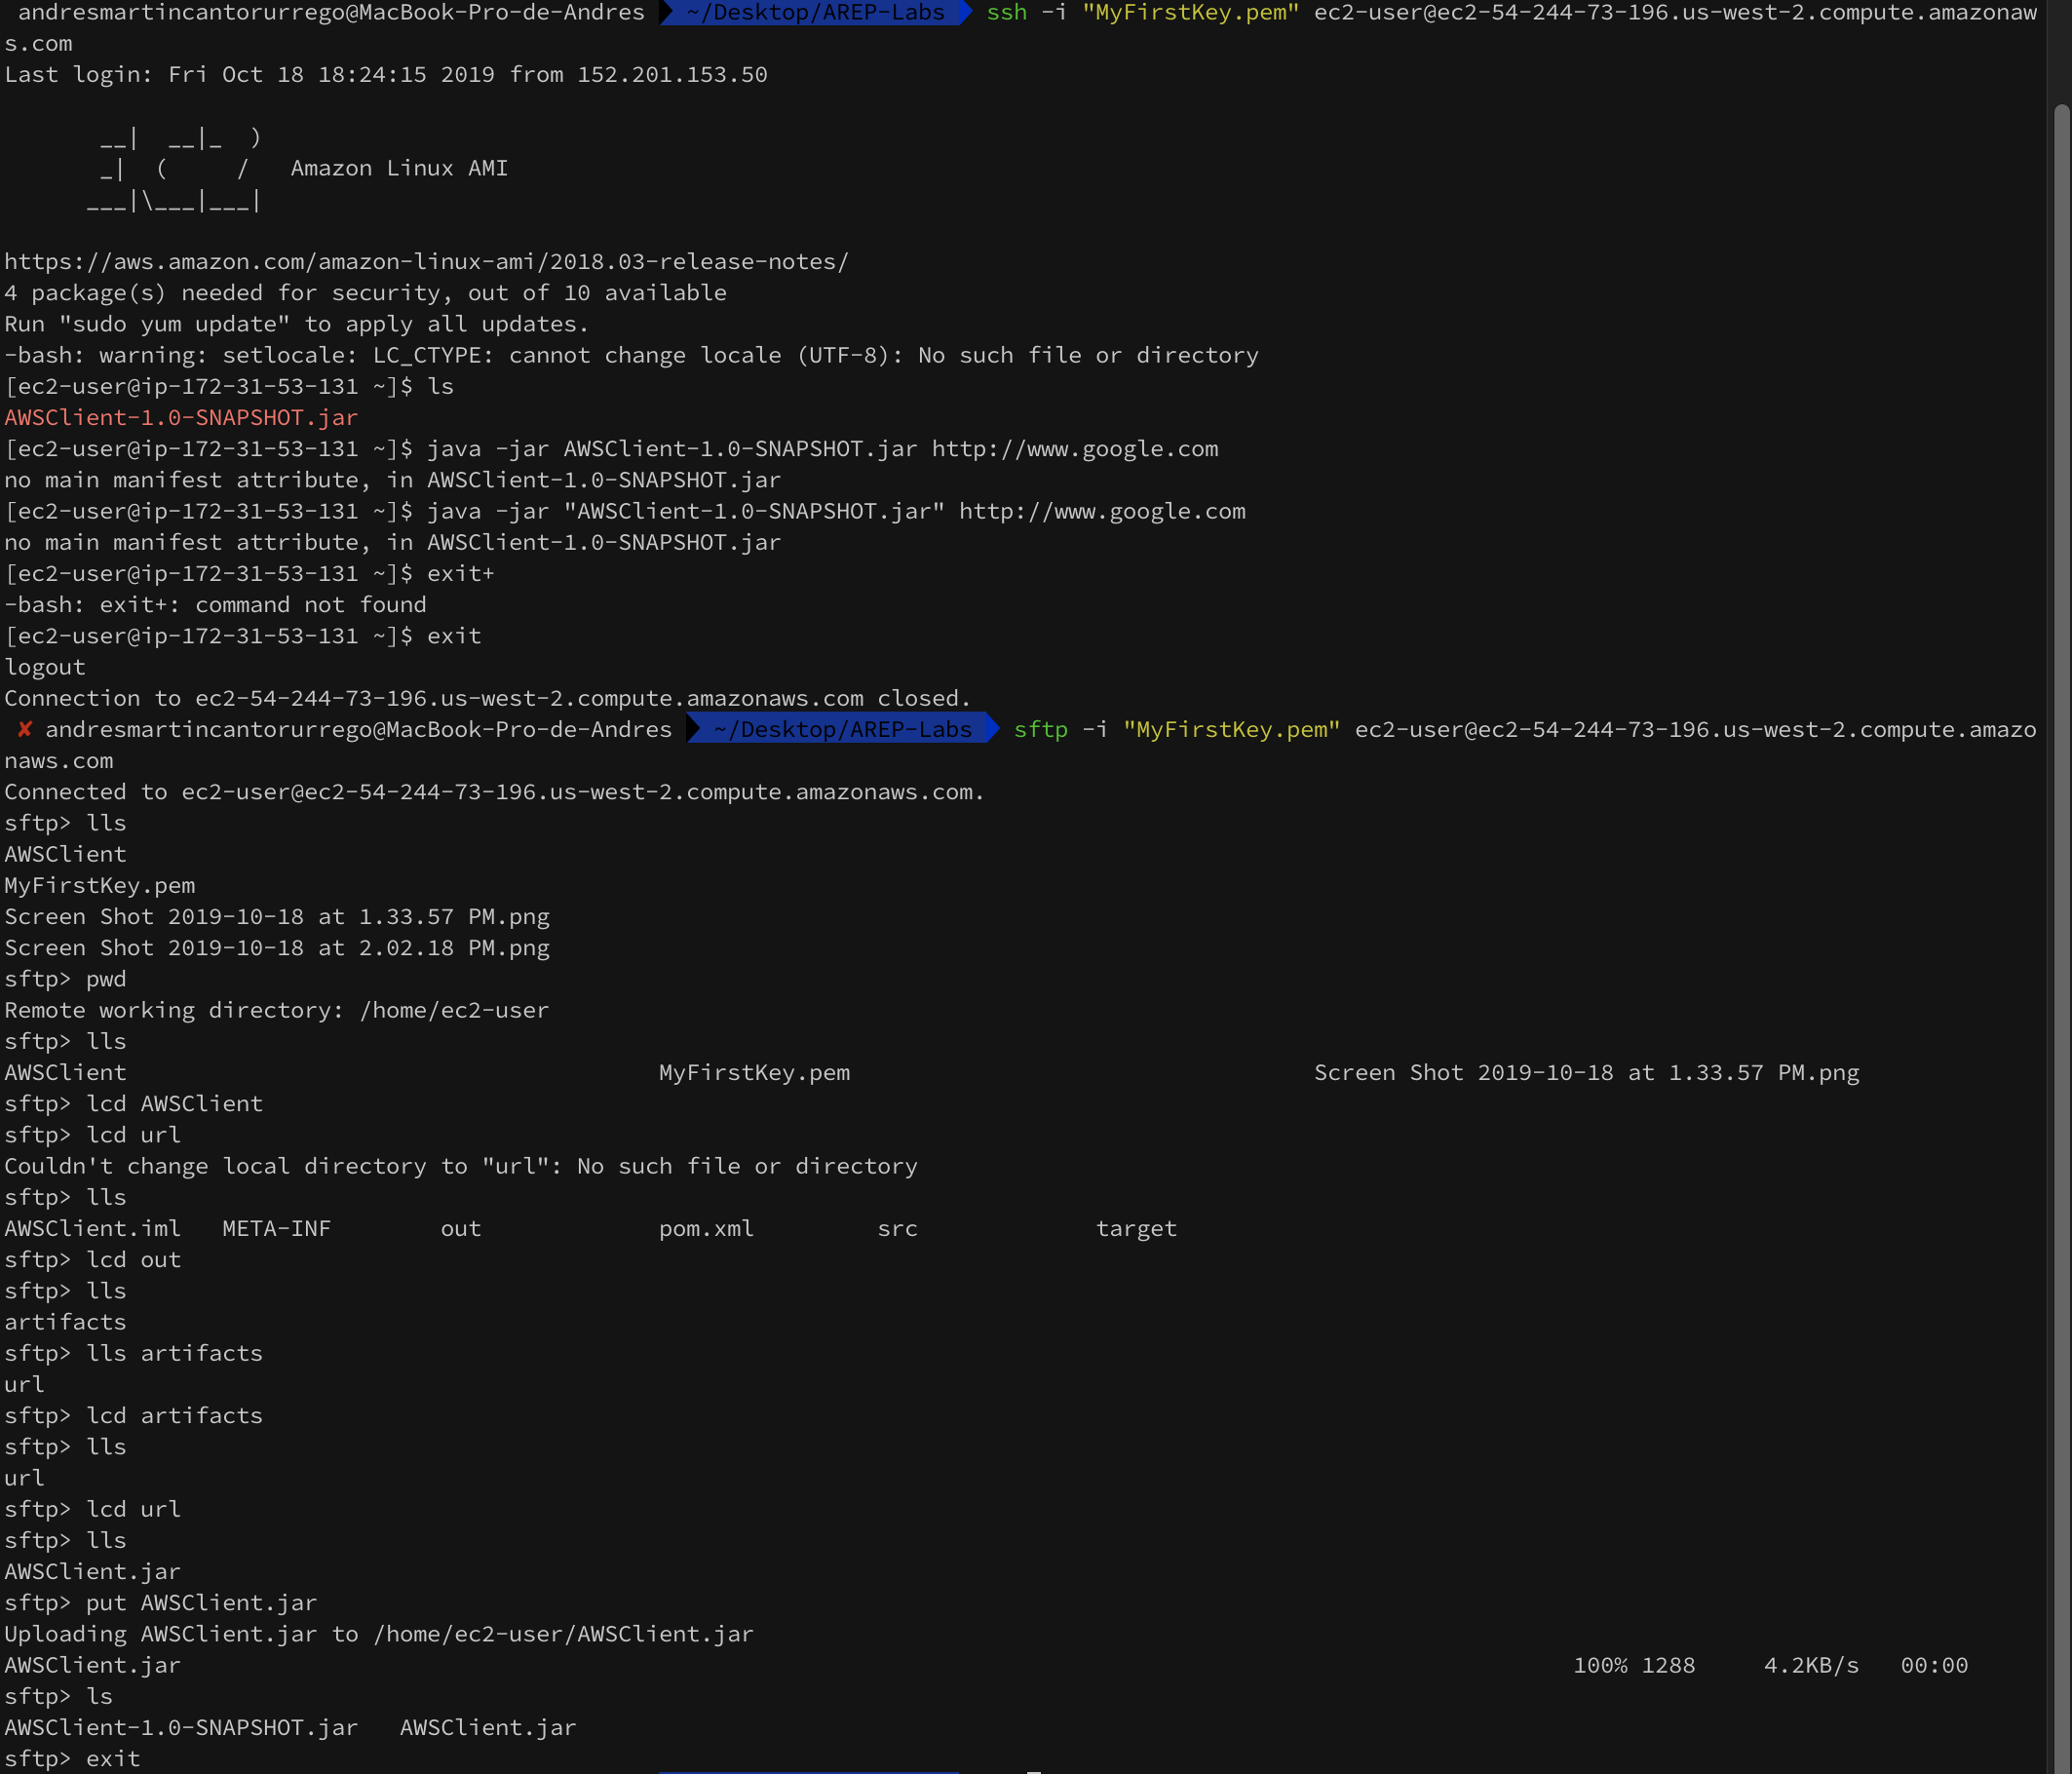 andresmartincantorurrego@MacBook-Pro-de-Andres ~/Desktop/AREP-Labs ssh -i "MyFirstKey.pem" ec2-user@ec2-54-244-73-196.us-west-2.compute.amazonaw
s.com
Last login: Fri Oct 18 18:24:15 2019 from 152.201.153.50
       __|  __|_  )
       _|  (     /   Amazon Linux AMI
      ___|\___|___|
https://aws.amazon.com/amazon-linux-ami/2018.03-release-notes/
4 package(s) needed for security, out of 10 available
Run "sudo yum update" to apply all updates.
-bash: warning: setlocale: LC_CTYPE: cannot change locale (UTF-8): No such file or directory
[ec2-user@ip-172-31-53-131 ~]$ ls
AWSClient-1.0-SNAPSHOT.jar
[ec2-user@ip-172-31-53-131 ~]$ java -jar AWSClient-1.0-SNAPSHOT.jar http://www.google.com
no main manifest attribute, in AWSClient-1.0-SNAPSHOT.jar
[ec2-user@ip-172-31-53-131 ~]$ java -jar "AWSClient-1.0-SNAPSHOT.jar" http://www.google.com
no main manifest attribute, in AWSClient-1.0-SNAPSHOT.jar
[ec2-user@ip-172-31-53-131 ~]$ exit+
-bash: exit+: command not found
[ec2-user@ip-172-31-53-131 ~]$ exit
logout
Connection to ec2-54-244-73-196.us-west-2.compute.amazonaws.com closed.
✘ andresmartincantorurrego@MacBook-Pro-de-Andres ~/Desktop/AREP-Labs sftp -i "MyFirstKey.pem" ec2-user@ec2-54-244-73-196.us-west-2.compute.amazo
naws.com
Connected to ec2-user@ec2-54-244-73-196.us-west-2.compute.amazonaws.com.
sftp> lls
AWSClient
MyFirstKey.pem
Screen Shot 2019-10-18 at 1.33.57 PM.png
Screen Shot 2019-10-18 at 2.02.18 PM.png
sftp> pwd
Remote working directory: /home/ec2-user
sftp> lls
AWSClient MyFirstKey.pem Screen Shot 2019-10-18 at 1.33.57 PM.png
sftp> lcd AWSClient
sftp> lcd url
Couldn't change local directory to "url": No such file or directory
sftp> lls
AWSClient.iml META-INF out pom.xml src target
sftp> lcd out
sftp> lls
artifacts
sftp> lls artifacts
url
sftp> lcd artifacts
sftp> lls
url
sftp> lcd url
sftp> lls
AWSClient.jar
sftp> put AWSClient.jar
Uploading AWSClient.jar to /home/ec2-user/AWSClient.jar
AWSClient.jar 100% 1288 4.2KB/s 00:00
sftp> ls
AWSClient-1.0-SNAPSHOT.jar AWSClient.jar
sftp> exit